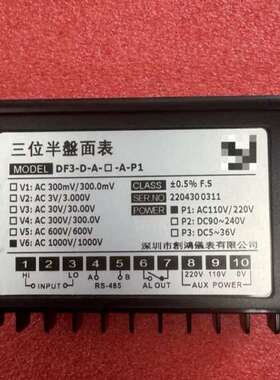 三位半盤面表
MODEL DF3-D-A-□-A-P1
□ V1: AC 300mV/300.0mV
□ V2: AC 3V/3.000V
□ V3: AC 30V/30.00V
□ V4: AC 300V/300.0V
□ V5: AC 600V/600V
■ V6: AC 1000V/1000V
CLASS ±0.5% F.S
SER.NO 220430 0311
POWER ■ P1: AC110V/220V
□ P2: DC90~240V
□ P3: DC5~36V
深圳市創鴻儀表有限公司
1 2 3 4 5 6 7 8 9 10
HI LO A B 220V 110V 0V
INPUT RS-485 AL OUT AUX POWER